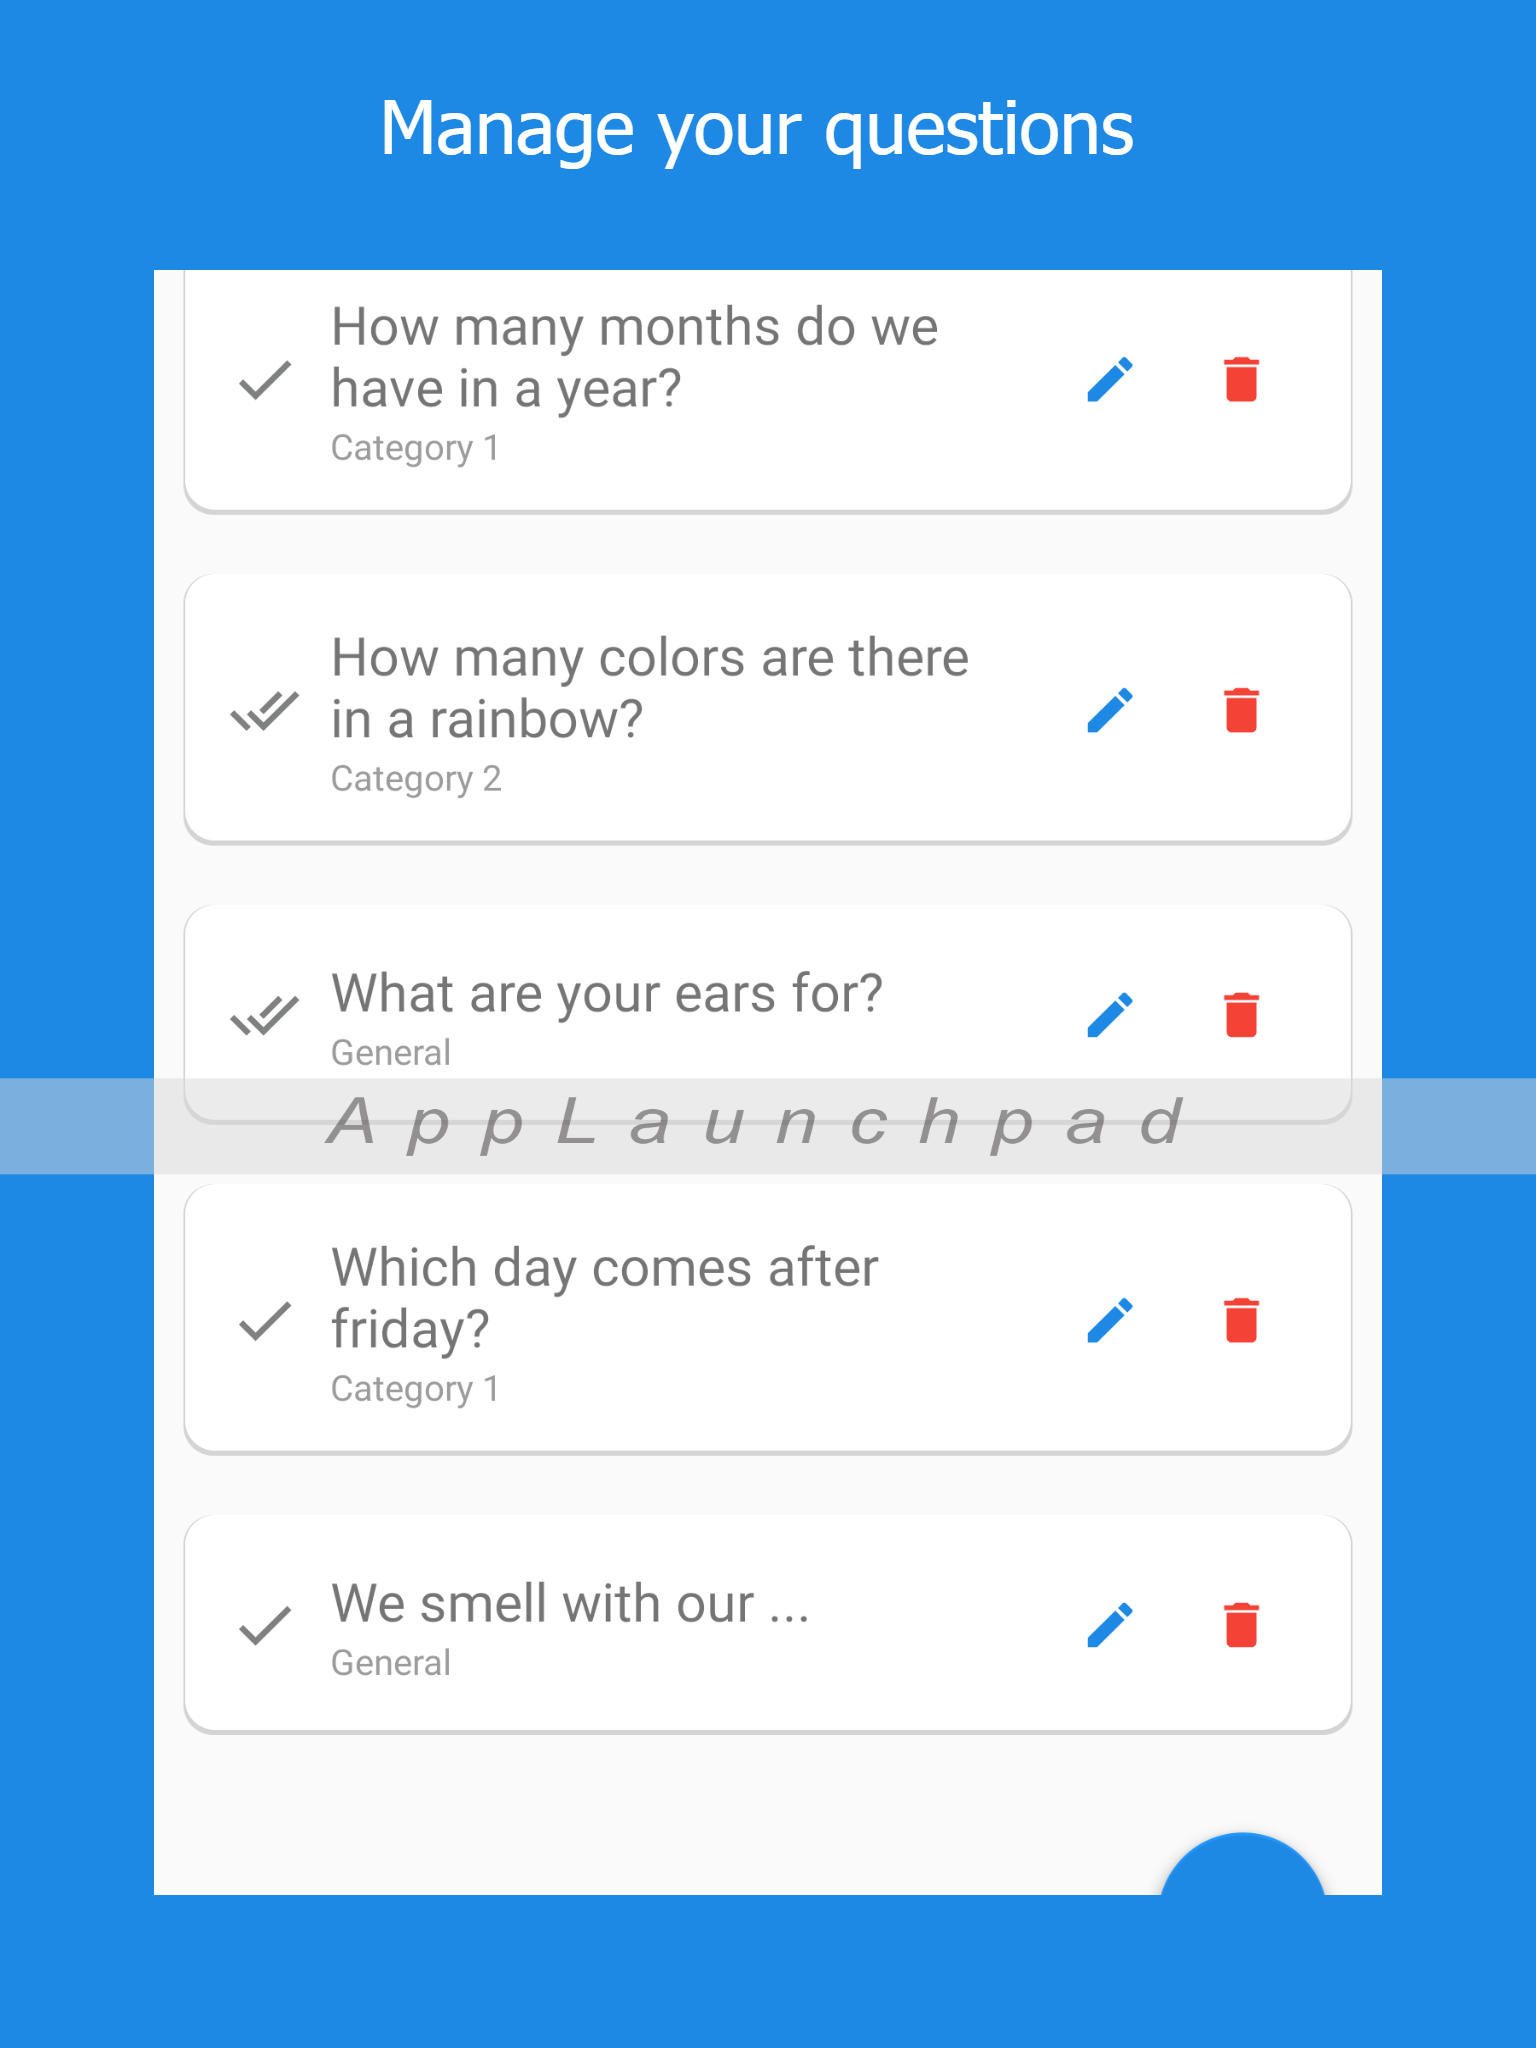 Manage your questions
How many months do we
have in a year?
Category 1
How many colors are there
in a rainbow?
Category 2
What are your ears for?
General
AppLaunchpad
Which day comes after
friday?
Category 1
We smell with our ...
General